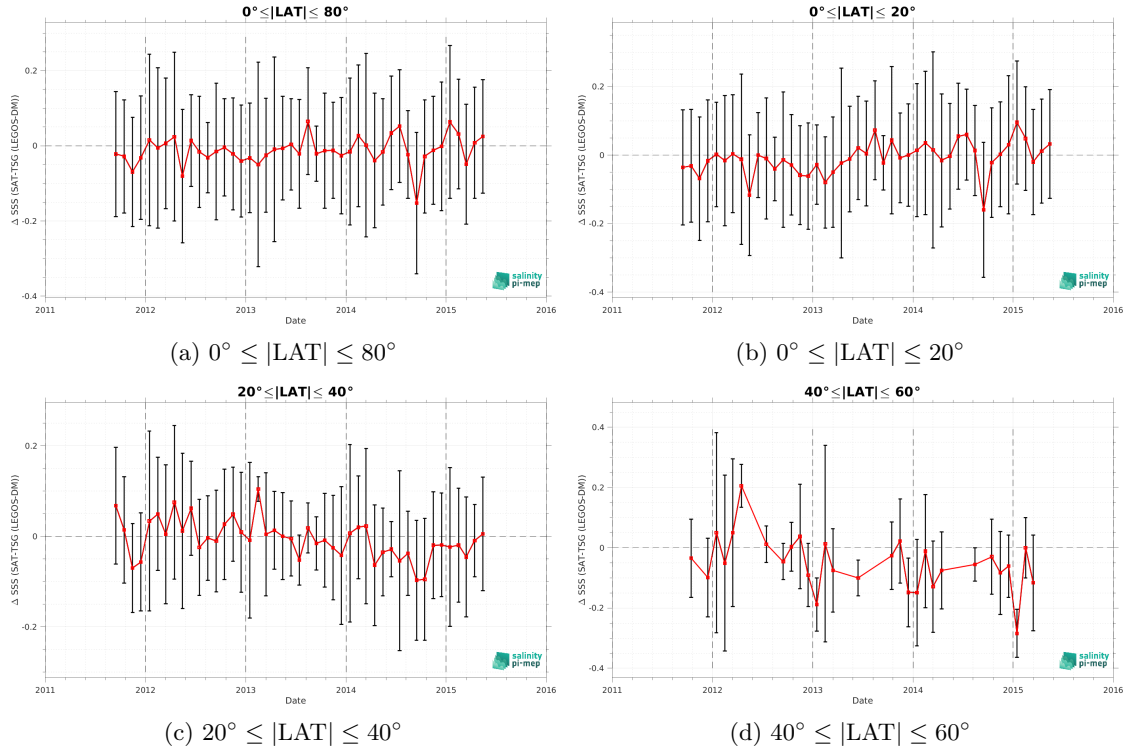 0°≤|LAT|≤ 80°
Δ SSS (SAT-TSG (LEGOS-DM))
0.2
0
-0.2
-0.4
2011 2012 2013 2014 2015 2016
Date
salinity
pi-mep
(a) 0° ≤ |LAT| ≤ 80°
0°≤|LAT|≤ 20°
Δ SSS (SAT-TSG (LEGOS-DM))
0.2
0
-0.2
-0.4
2011 2012 2013 2014 2015 2016
Date
salinity
pi-mep
(b) 0° ≤ |LAT| ≤ 20°
20°≤|LAT|≤ 40°
Δ SSS (SAT-TSG (LEGOS-DM))
0.2
0
-0.2
2011 2012 2013 2014 2015 2016
Date
salinity
pi-mep
(c) 20° ≤ |LAT| ≤ 40°
40°≤|LAT|≤ 60°
Δ SSS (SAT-TSG (LEGOS-DM))
0.4
0.2
0
-0.2
-0.4
2011 2012 2013 2014 2015 2016
Date
salinity
pi-mep
(d) 40° ≤ |LAT| ≤ 60°